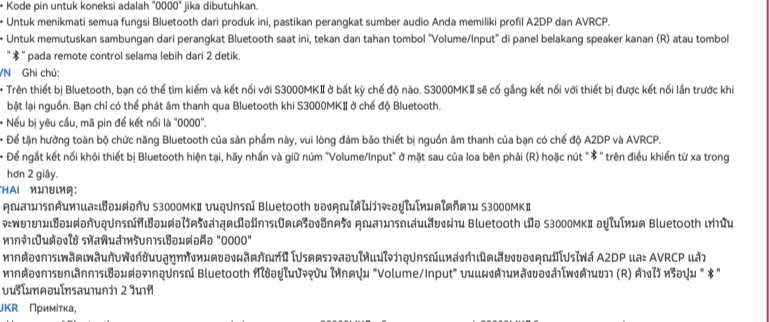 • Kode pin untuk koneksi adalah "0000" jika dibutuhkan.
• Untuk menikmati semua fungsi Bluetooth dari produk ini, pastikan perangkat sumber audio Anda memiliki profil A2DP dan AVRCP.
• Untuk memutuskan sambungan dari perangkat Bluetooth saat ini, tekan dan tahan tombol "Volume/Input" di panel belakang speaker kanan (R) atau tombol
" " pada remote control selama lebih dari 2 detik.
VN Ghi chú:
• Trên thiết bị Bluetooth, bạn có thể tìm kiếm và kết nối với S3000MKⅡ ở bất kỳ chế độ nào. S3000MKⅡ sẽ cố gắng kết nối với thiết bị được kết nối lần trước khi
bật lại nguồn. Bạn chỉ có thể phát âm thanh qua Bluetooth khi S3000MKⅡ ở chế độ Bluetooth.
• Nếu bị yêu cầu, mã pin để kết nối là "0000".
• Để tận hưởng toàn bộ chức năng Bluetooth của sản phẩm này, vui lòng đảm bảo thiết bị nguồn âm thanh của bạn có chế độ A2DP và AVRCP.
• Để ngắt kết nối khỏi thiết bị Bluetooth hiện tại, hãy nhấn và giữ núm "Volume/Input" ở mặt sau của loa bên phải (R) hoặc nút " " trên điều khiển từ xa trong
hơn 2 giây.
THAI หมายเหตุ:
คุณสามารถค้นหาและเชื่อมต่อกับ S3000MKⅡ บนอุปกรณ์ Bluetooth ของคุณได้ไม่ว่าจะอยู่ในโหมดใดก็ตาม S3000MKⅡ
จะพยายามเชื่อมต่อกับอุปกรณ์ที่เชื่อมต่อไว้ครั้งล่าสุดเมื่อมีการเปิดเครื่องอีกครั้ง คุณสามารถเล่นเสียงผ่าน Bluetooth เมื่อ S3000MKⅡ อยู่ในโหมด Bluetooth เท่านั้น
หากจำเป็นต้องใช้ รหัสพินสำหรับการเชื่อมต่อคือ "0000"
หากต้องการเพลิดเพลินกับฟังก์ชันบลูทูททั้งหมดของผลิตภัณฑ์นี้ โปรดตรวจสอบให้แน่ใจว่าอุปกรณ์แหล่งกำเนิดเสียงของคุณมีโปรไฟล์ A2DP และ AVRCP แล้ว
หากต้องการยกเลิกการเชื่อมต่อจากอุปกรณ์ Bluetooth ที่ใช้อยู่ในปัจจุบัน ให้กดปุ่ม "Volume/Input" บนแผงด้านหลังของลำโพงด้านขวา (R) ค้างไว้ หรือปุ่ม " "
บนรีโมทคอนโทรลนานกว่า 2 วินาที
UKR Примітка,